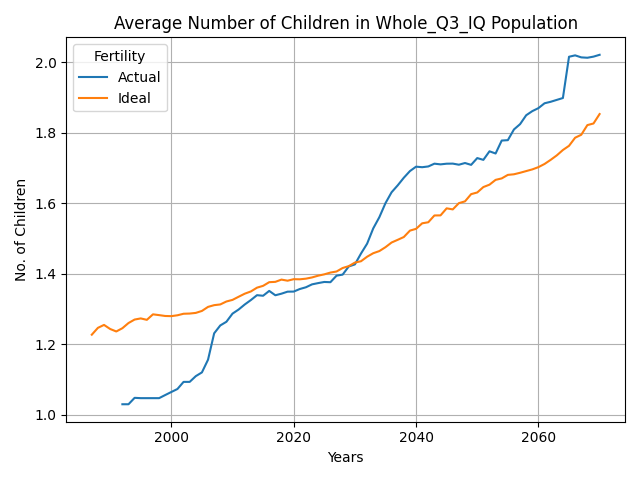 Average Number of Children in Whole_Q3_IQ Population
Fertility
Actual
Ideal
No. of Children
2.0
1.8
1.6
1.4
1.2
1.0
2000
2020
2040
2060
Years